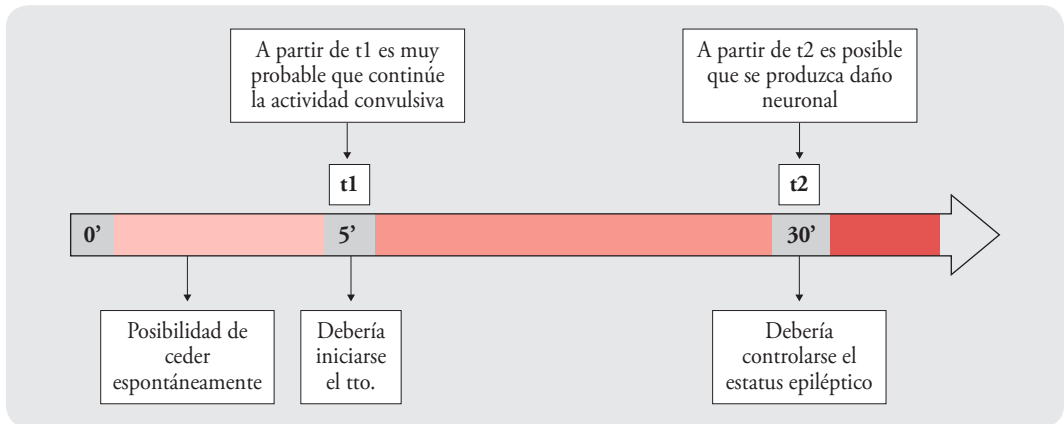 A partir de t1 es muy
probable que continúe
la actividad convulsiva
A partir de t2 es posible
que se produzca daño
neuronal
t1
t2
0’
5’
30’
Posibilidad de
ceder
espontáneamente
Debería
iniciarse
el tto.
Debería
controlarse el
estatus epiléptico